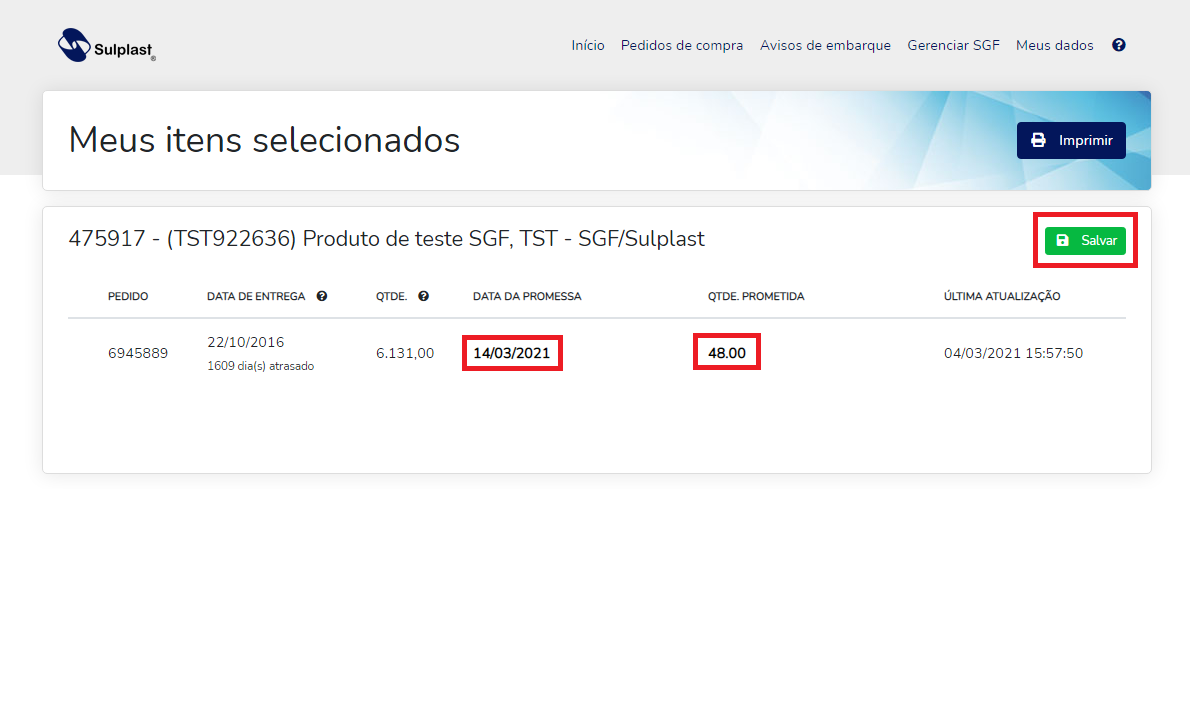 Sulplast
Início Pedidos de compra Avisos de embarque Gerenciar SGF Meus dados ?
Meus itens selecionados
Imprimir
475917 - (TST922636) Produto de teste SGF, TST - SGF/Sulplast
Salvar
PEDIDO DATA DE ENTREGA ? QTDE. ? DATA DA PROMESSA QTDE. PROMETIDA ÚLTIMA ATUALIZAÇÃO
6945889 22/10/2016 6.131,00 14/03/2021 48.00 04/03/2021 15:57:50
1609 dia(s) atrasado